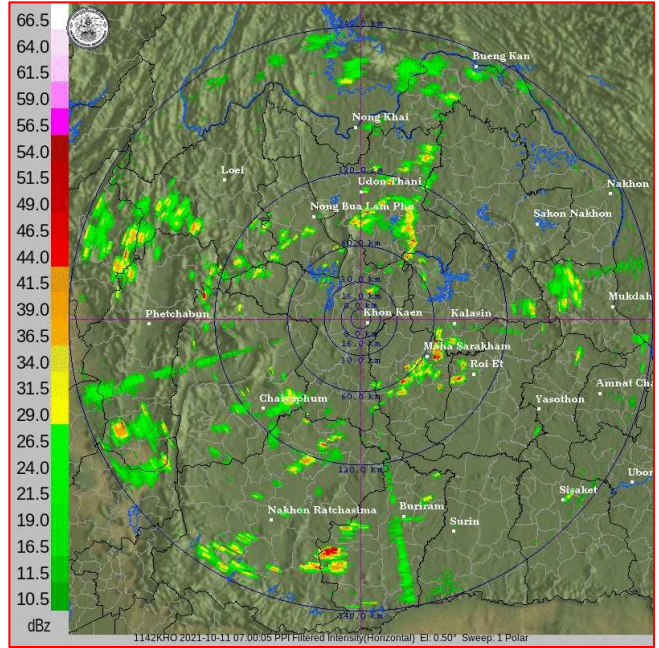 66.5
64.0
61.5
59.0
56.5
54.0
51.5
49.0
46.5
44.0
41.5
39.0
36.5
34.0
31.5
29.0
26.5
24.0
21.5
19.0
16.5
11.5
10.5
dBz
Bueng Kan
Nong Khai
Loei
Udon Thani
Nong Bua Lam Phu
Nakhon
Sakon Nakhon
Mukdah
Phetchabun
Khon Kaen
Kalasin
Maha Sarakham
Roi Et
Amnat Cha
Chaiyaphum
Yasothon
120.0 km
Ubon
Sisaket
Nakhon Ratchasima
Buriram
Surin
1142KHO 2021-10-11 07:00:05 PPI Filtered Intensity(Horizontal) El: 0.50° Sweep: 1 Polar